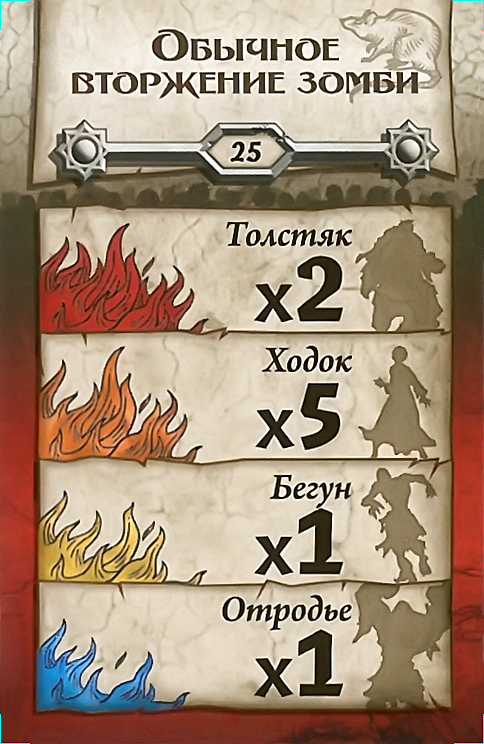 Обычное
вторжение зомби
25
Толстяк
x2
Ходок
x5
Бегун
x1
Отродье
x1